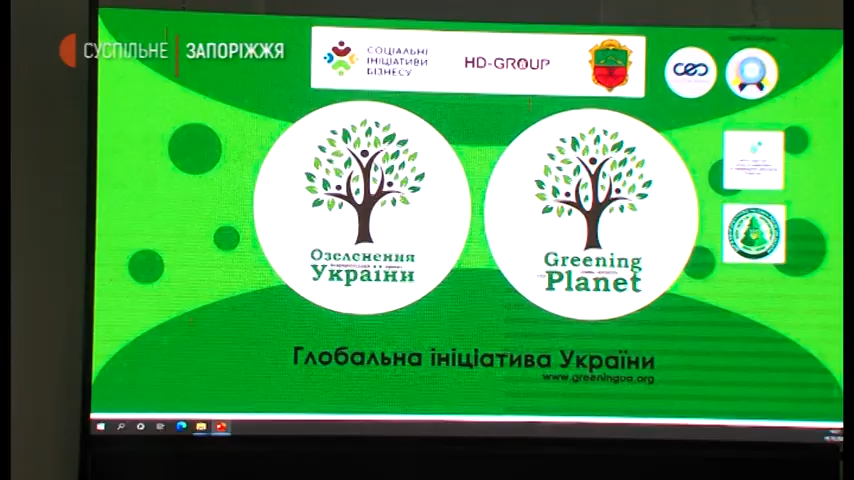 СУСПІЛЬНЕ ЗАПОРІЖЖЯ
СОЦІАЛЬНІ
ІНІЦІАТИВИ
БІЗНЕСУ
HD-GROUP
Озеленення
України
Greening
Planet
Глобальна ініціатива України
www.greeningua.org